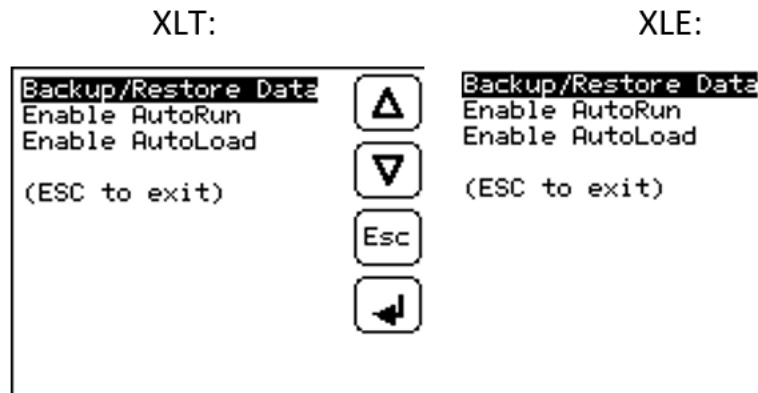 XLT:
Backup/Restore Data
Enable AutoRun
Enable AutoLoad
(ESC to exit)
Esc
XLE:
Backup/Restore Data
Enable AutoRun
Enable AutoLoad
(ESC to exit)